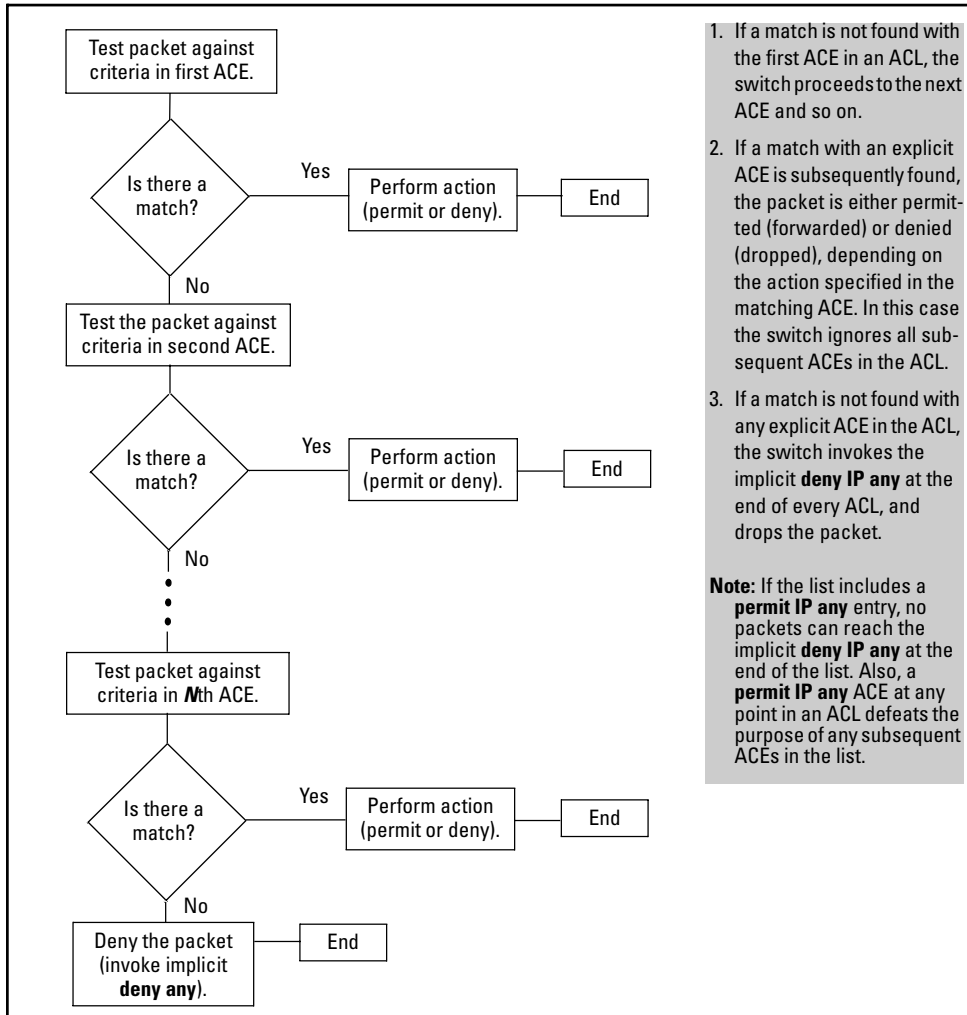 Test packet against
criteria in first ACE.
Is there a
match?
Yes
Perform action
(permit or deny).
End
No
Test the packet against
criteria in second ACE.
Is there a
match?
Yes
Perform action
(permit or deny).
End
No
Test packet against
criteria in Nth ACE.
Is there a
match?
Yes
Perform action
(permit or deny).
End
No
Deny the packet
(invoke implicit
deny any).
End
1. If a match is not found with
the first ACE in an ACL, the
switch proceeds to the next
ACE and so on.
2. If a match with an explicit
ACE is subsequently found,
the packet is either permit-
ted (forwarded) or denied
(dropped), depending on
the action specified in the
matching ACE. In this case
the switch ignores all sub-
sequent ACEs in the ACL.
3. If a match is not found with
any explicit ACE in the ACL,
the switch invokes the
implicit deny IP any at the
end of every ACL, and
drops the packet.
Note: If the list includes a
permit IP any entry, no
packets can reach the
implicit deny IP any at the
end of the list. Also, a
permit IP any ACE at any
point in an ACL defeats the
purpose of any subsequent
ACEs in the list.